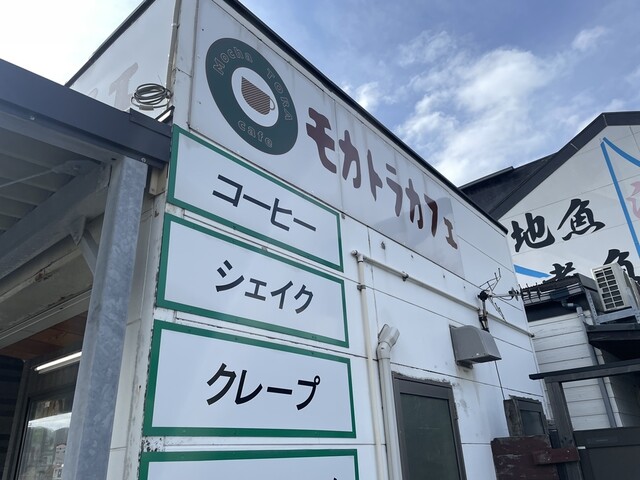 Mocha TORA
Cafe
モカトラカフェ
コーヒー
シェイク
クレープ
地魚